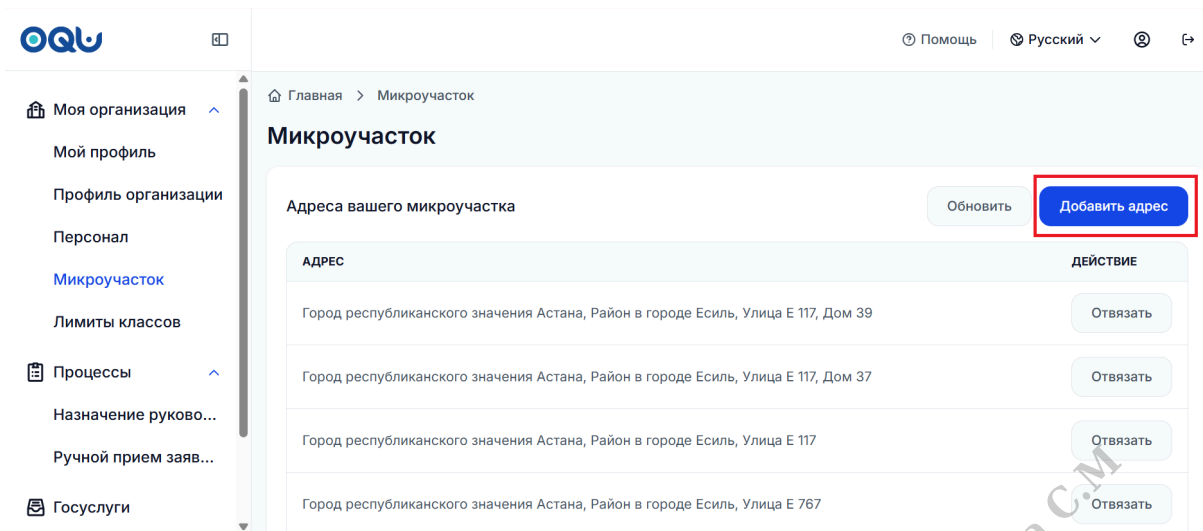 OQU
Помощь
Русский
Моя организация
Главная > Микроучасток
Микроучасток
Мой профиль
Профиль организации
Адреса вашего микроучастка
Обновить
Добавить адрес
Персонал
АДРЕС
ДЕЙСТВИЕ
Микроучасток
Город республиканского значения Астана, Район в городе Есиль, Улица Е 117, Дом 39
Отвязать
Лимиты классов
Процессы
Город республиканского значения Астана, Район в городе Есиль, Улица Е 117, Дом 37
Отвязать
Назначение руково...
Город республиканского значения Астана, Район в городе Есиль, Улица Е 117
Отвязать
Ручной прием заяв...
Госуслуги
Город республиканского значения Астана, Район в городе Есиль, Улица Е 767
Отвязать
С.М